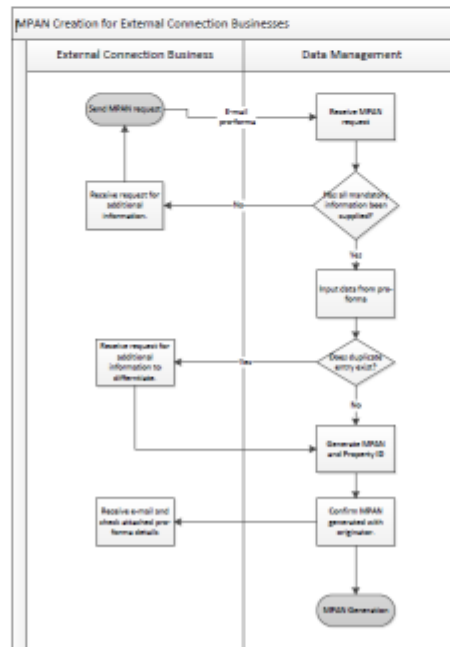 MPAN Creation for External Connection Businesses
External Connection Business
Data Management
Send MPAN request
E-mail
pro-forma
Receive MPAN
request
Receive request for
additional
information.
No
Has all mandatory
information been
supplied?
Yes
Input data from pro-
forma
Receive request for
additional
information to
differentiate.
Yes
Does duplicate
entry exist?
No
Generate MPAN
and Property ID
Receive e-mail and
check attached pro-
forma details
Confirm MPAN
generated with
originator.
MPAN Generation